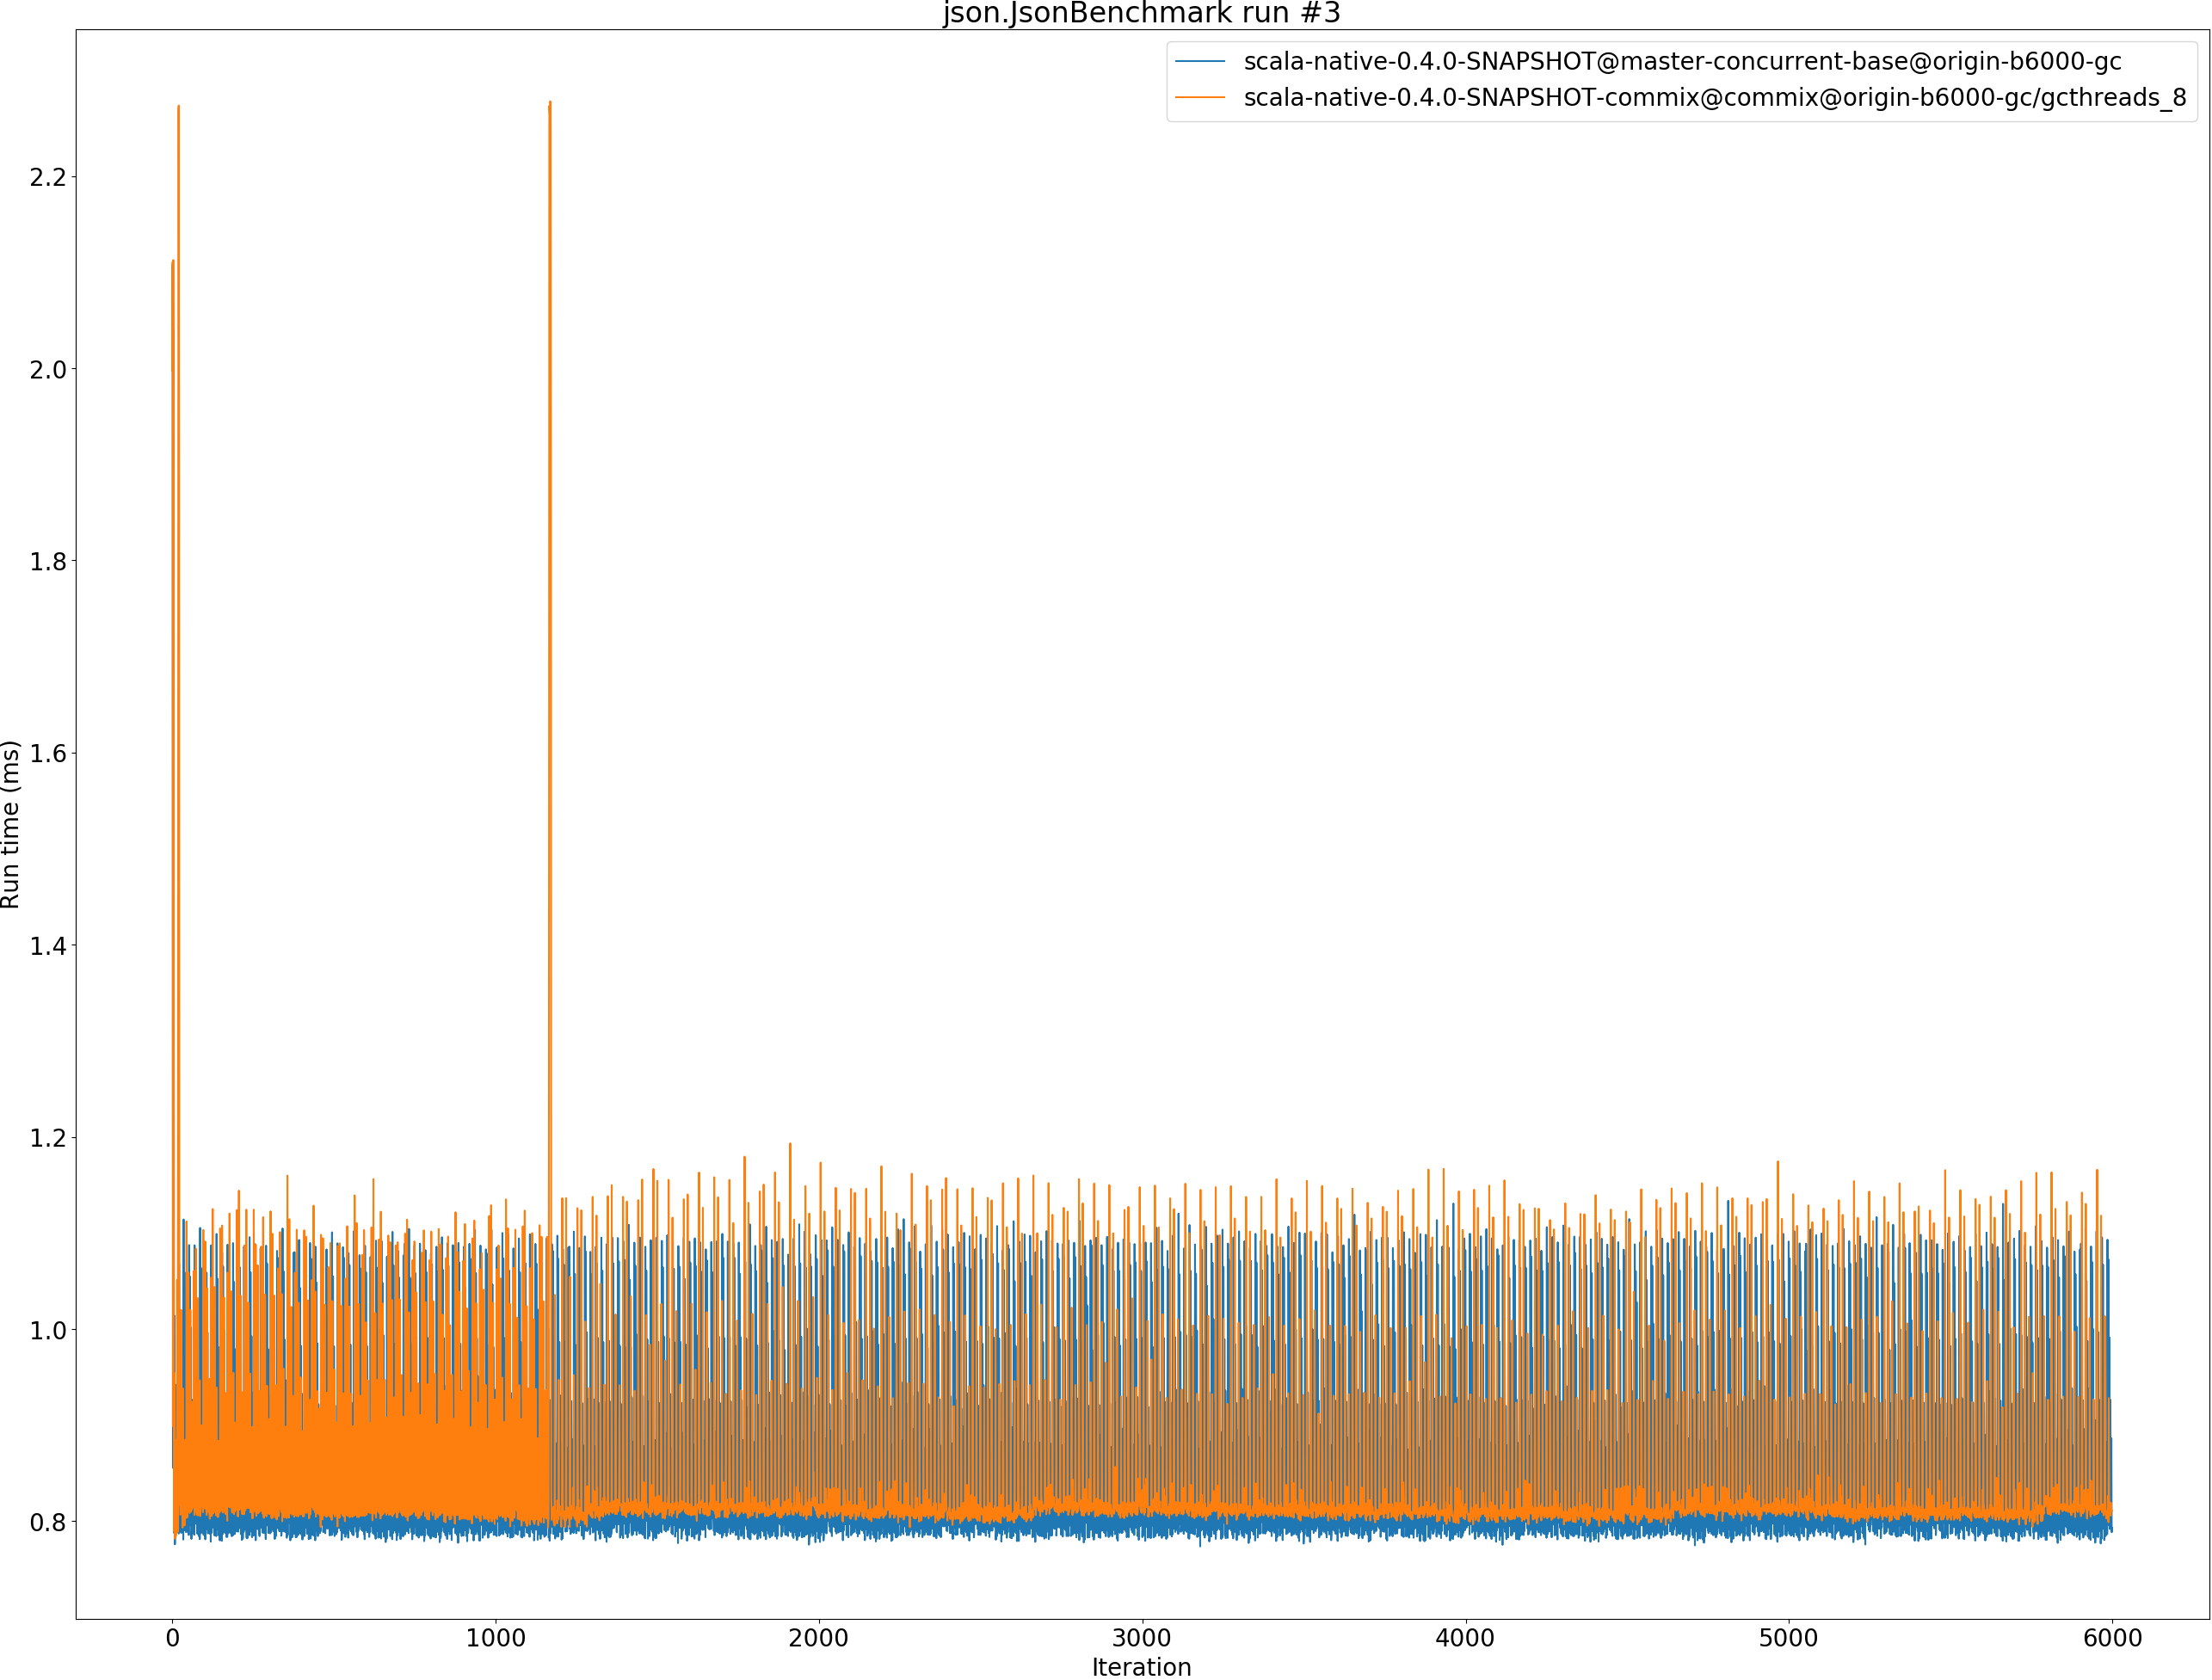 json.JsonBenchmark run #3
scala-native-0.4.0-SNAPSHOT@master-concurrent-base@origin-b6000-gc
scala-native-0.4.0-SNAPSHOT-commix@commix@origin-b6000-gc/gcthreads_8
Run time (ms)
2.2
2.0
1.8
1.6
1.4
1.2
1.0
0.8
0 1000 2000 3000 4000 5000 6000
Iteration